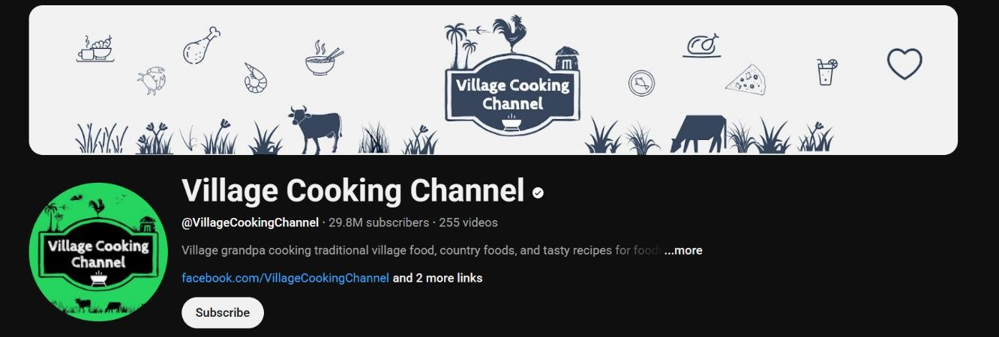 Village Cooking
Channel
Village Cooking Channel
@VillageCookingChannel · 29.8M subscribers · 255 videos
Village Cooking
Channel
Village grandpa cooking traditional village food, country foods, and tasty recipes for ...more
facebook.com/VillageCookingChannel and 2 more links
Subscribe